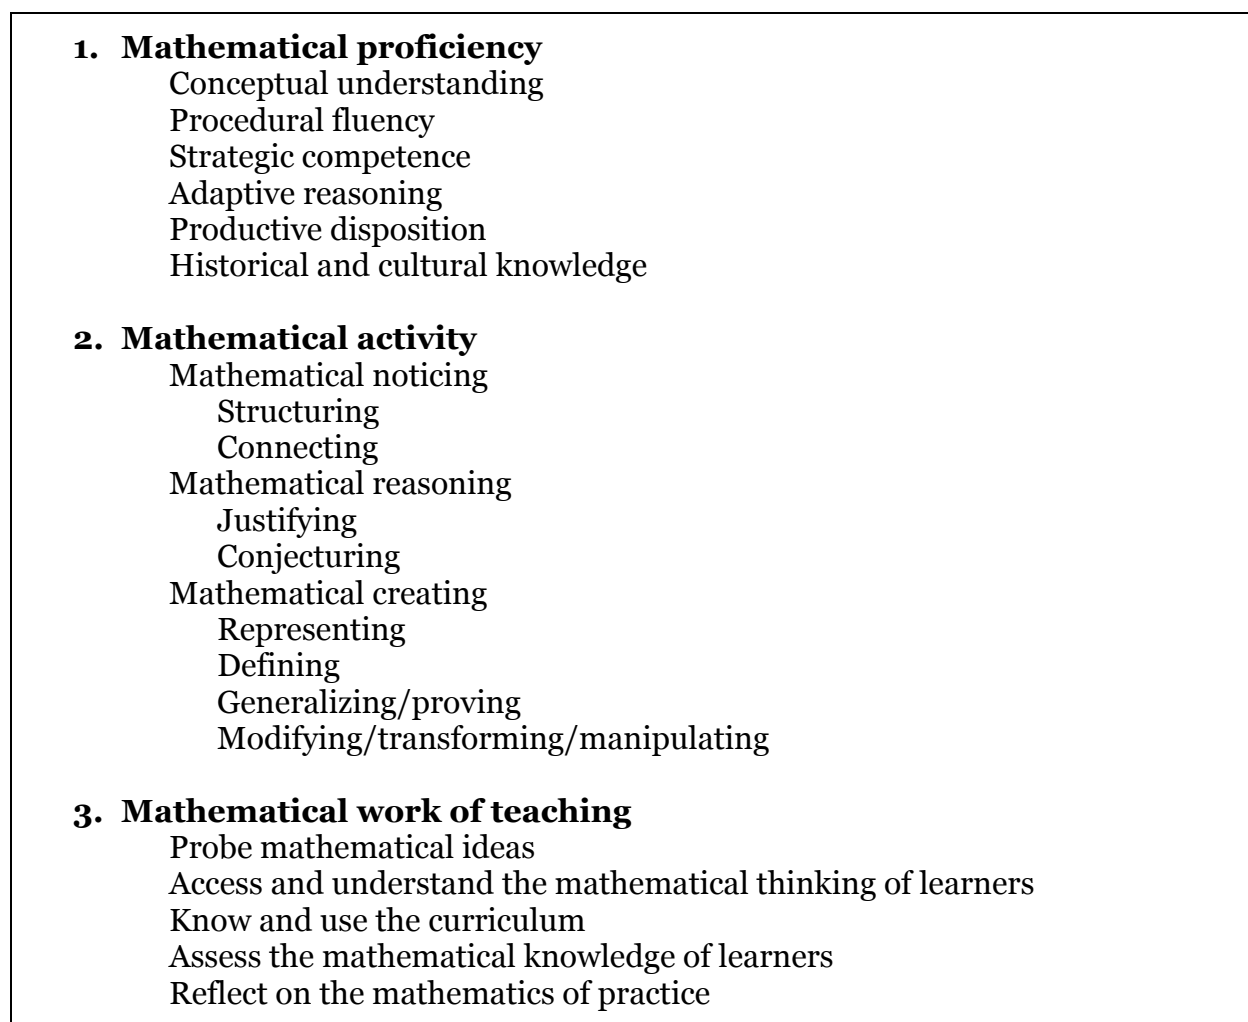 1. Mathematical proficiency
Conceptual understanding
Procedural fluency
Strategic competence
Adaptive reasoning
Productive disposition
Historical and cultural knowledge
2. Mathematical activity
Mathematical noticing
Structuring
Connecting
Mathematical reasoning
Justifying
Conjecturing
Mathematical creating
Representing
Defining
Generalizing/proving
Modifying/transforming/manipulating
3. Mathematical work of teaching
Probe mathematical ideas
Access and understand the mathematical thinking of learners
Know and use the curriculum
Assess the mathematical knowledge of learners
Reflect on the mathematics of practice